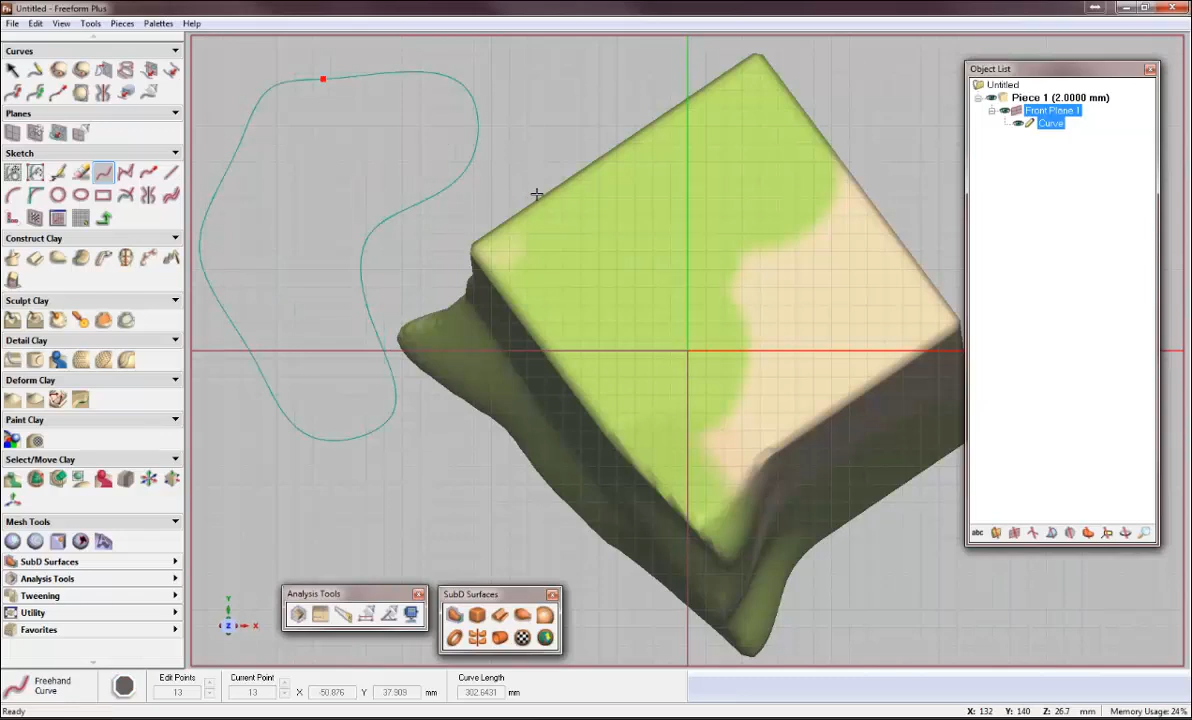 Untitled - Freeform Plus
File Edit View Tools Pieces Palettes Help
Curves
Planes
Sketch
Construct Clay
Sculpt Clay
Detail Clay
Deform Clay
Paint Clay
Select/Move Clay
Mesh Tools
SubD Surfaces
Analysis Tools
Tweening
Utility
Favorites
Object List
Untitled
Piece 1 (2.0000 mm)
Front Plane 1
Curve
abc
Analysis Tools
SubD Surfaces
Y
Z X
Freehand
Curve
Edit Points
13
Current Point
13
X -50.876 Y 37.909 mm
Curve Length
302.6431 mm
Ready
X: 132 Y: 140 Z: 26.7 mm Memory Usage: 24%